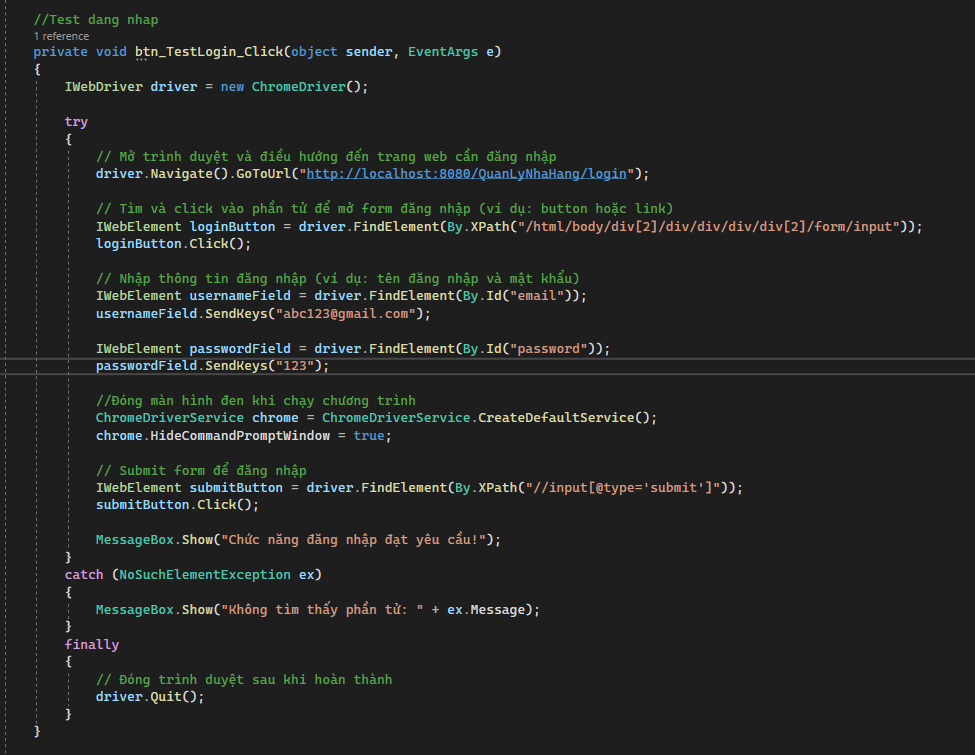 //Test dang nhap
1 reference
private void btn_TestLogin_Click(object sender, EventArgs e)
{
IWebDriver driver = new ChromeDriver();
try
{
// Mở trình duyệt và điều hướng đến trang web cần đăng nhập
driver.Navigate().GoToUrl("http://localhost:8080/QuanLyNhaHang/login");
// Tìm và click vào phần tử để mở form đăng nhập (ví dụ: button hoặc link)
IWebElement loginButton = driver.FindElement(By.XPath("/html/body/div[2]/div/div/div/div[2]/form/input"));
loginButton.Click();
// Nhập thông tin đăng nhập (ví dụ: tên đăng nhập và mật khẩu)
IWebElement usernameField = driver.FindElement(By.Id("email"));
usernameField.SendKeys("abc123@gmail.com");
IWebElement passwordField = driver.FindElement(By.Id("password"));
passwordField.SendKeys("123");
//Đóng màn hình đen khi chạy chương trình
ChromeDriverService chrome = ChromeDriverService.CreateDefaultService();
chrome.HideCommandPromptWindow = true;
// Submit form để đăng nhập
IWebElement submitButton = driver.FindElement(By.XPath("//input[@type='submit']"));
submitButton.Click();
MessageBox.Show("Chức năng đăng nhập đạt yêu cầu!");
}
catch (NoSuchElementException ex)
{
MessageBox.Show("Không tìm thấy phần tử: " + ex.Message);
}
finally
{
// Đóng trình duyệt sau khi hoàn thành
driver.Quit();
}
}